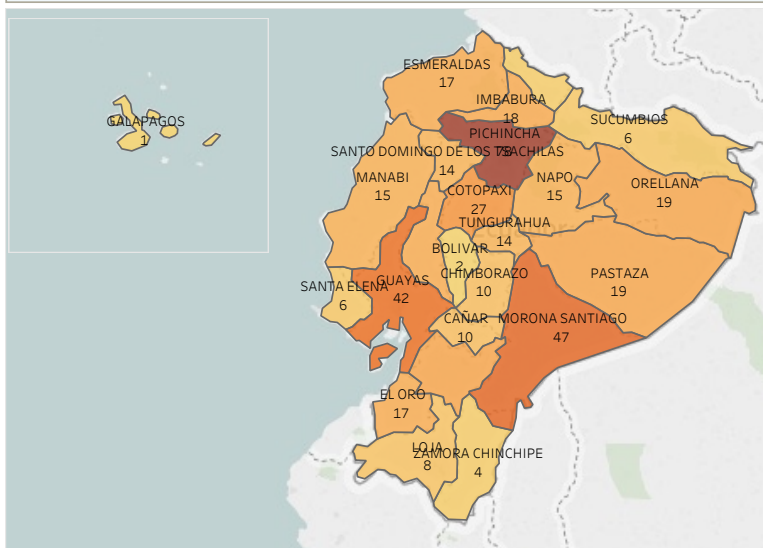 ESMERALDAS
17
IMBABURA
18
SUCUMBIOS
6
GALAPAGOS
1
PICHINCHA
SANTO DOMINGO DE LOS TSACHILAS
14
MANABI
15
COTOPAXI
27
NAPO
15
ORELLANA
19
TUNGURAHUA
14
BOLIVAR
2
CHIMBORAZO
10
PASTAZA
19
SANTA ELENA
6
GUAYAS
42
CAÑAR
10
MORONA SANTIAGO
47
EL ORO
17
LOJA
8
ZAMORA CHINCHIPE
4